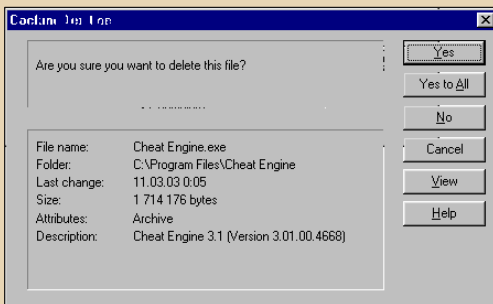 Are you sure you want to delete this file?
Yes
Yes to All
No
Cancel
View
Help
File name: Cheat Engine.exe
Folder: C:\Program Files\Cheat Engine
Last change: 11.03.03 0:05
Size: 1 714 176 bytes
Attributes: Archive
Description: Cheat Engine 3.1 (Version 3.01.00.4668)